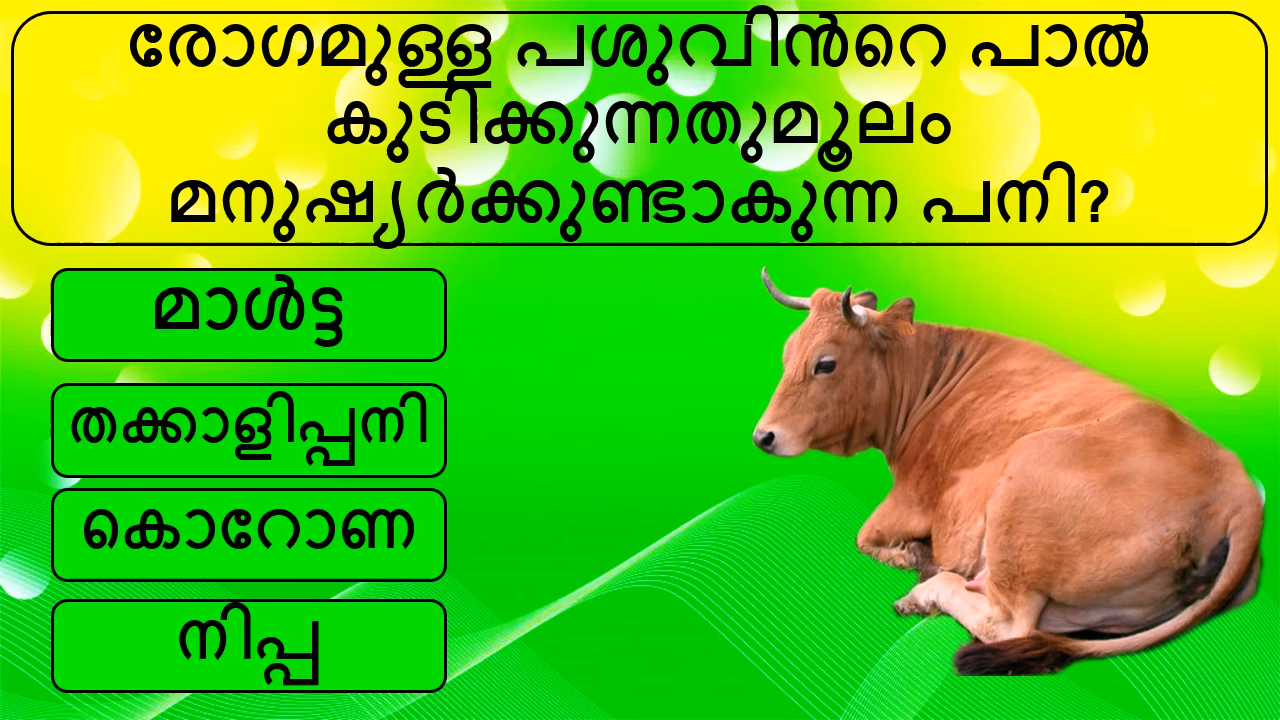 രോഗമുള്ള പശുവിൻറെ പാൽ
കുടിക്കുന്നതുമൂലം
മനുഷ്യർക്കുണ്ടാകുന്ന പനി?
മാൾട്ട
തക്കാളിപ്പനി
കൊറോണ
നിപ്പ